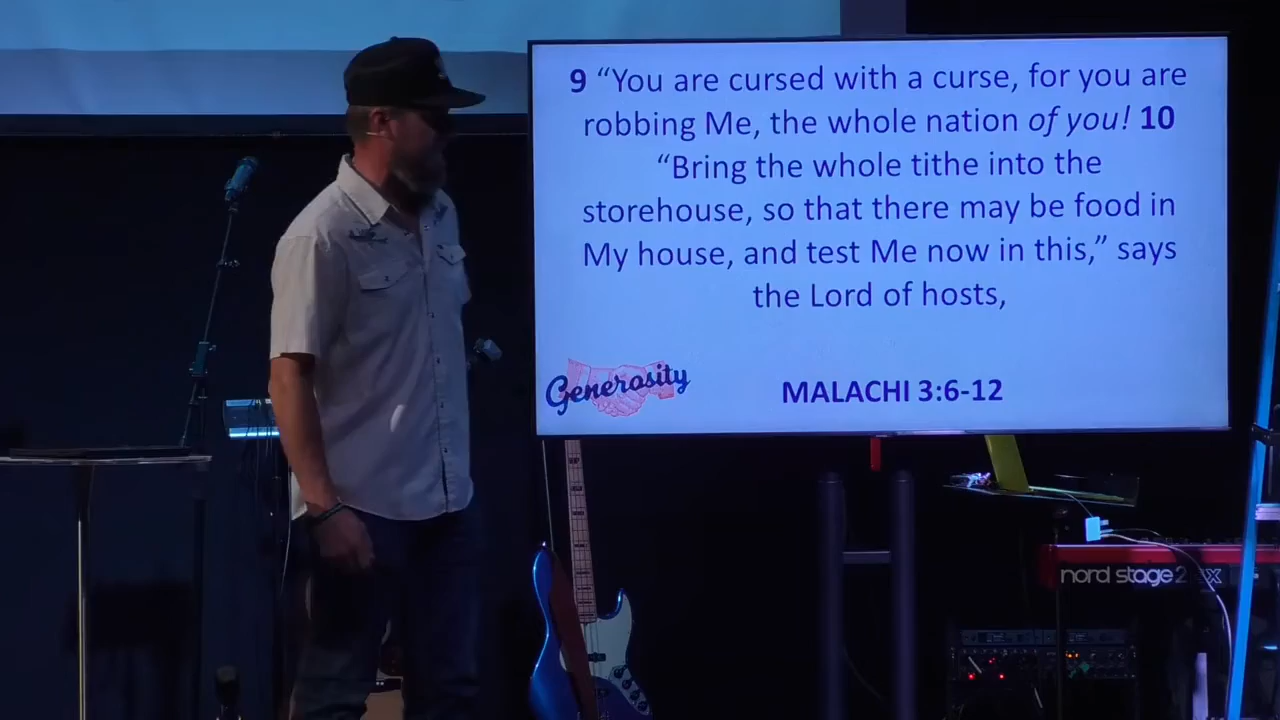 9 “You are cursed with a curse, for you are
robbing Me, the whole nation of you! 10
“Bring the whole tithe into the
storehouse, so that there may be food in
My house, and test Me now in this,” says
the Lord of hosts,
Generosity
MALACHI 3:6-12
nord stage 2 EX